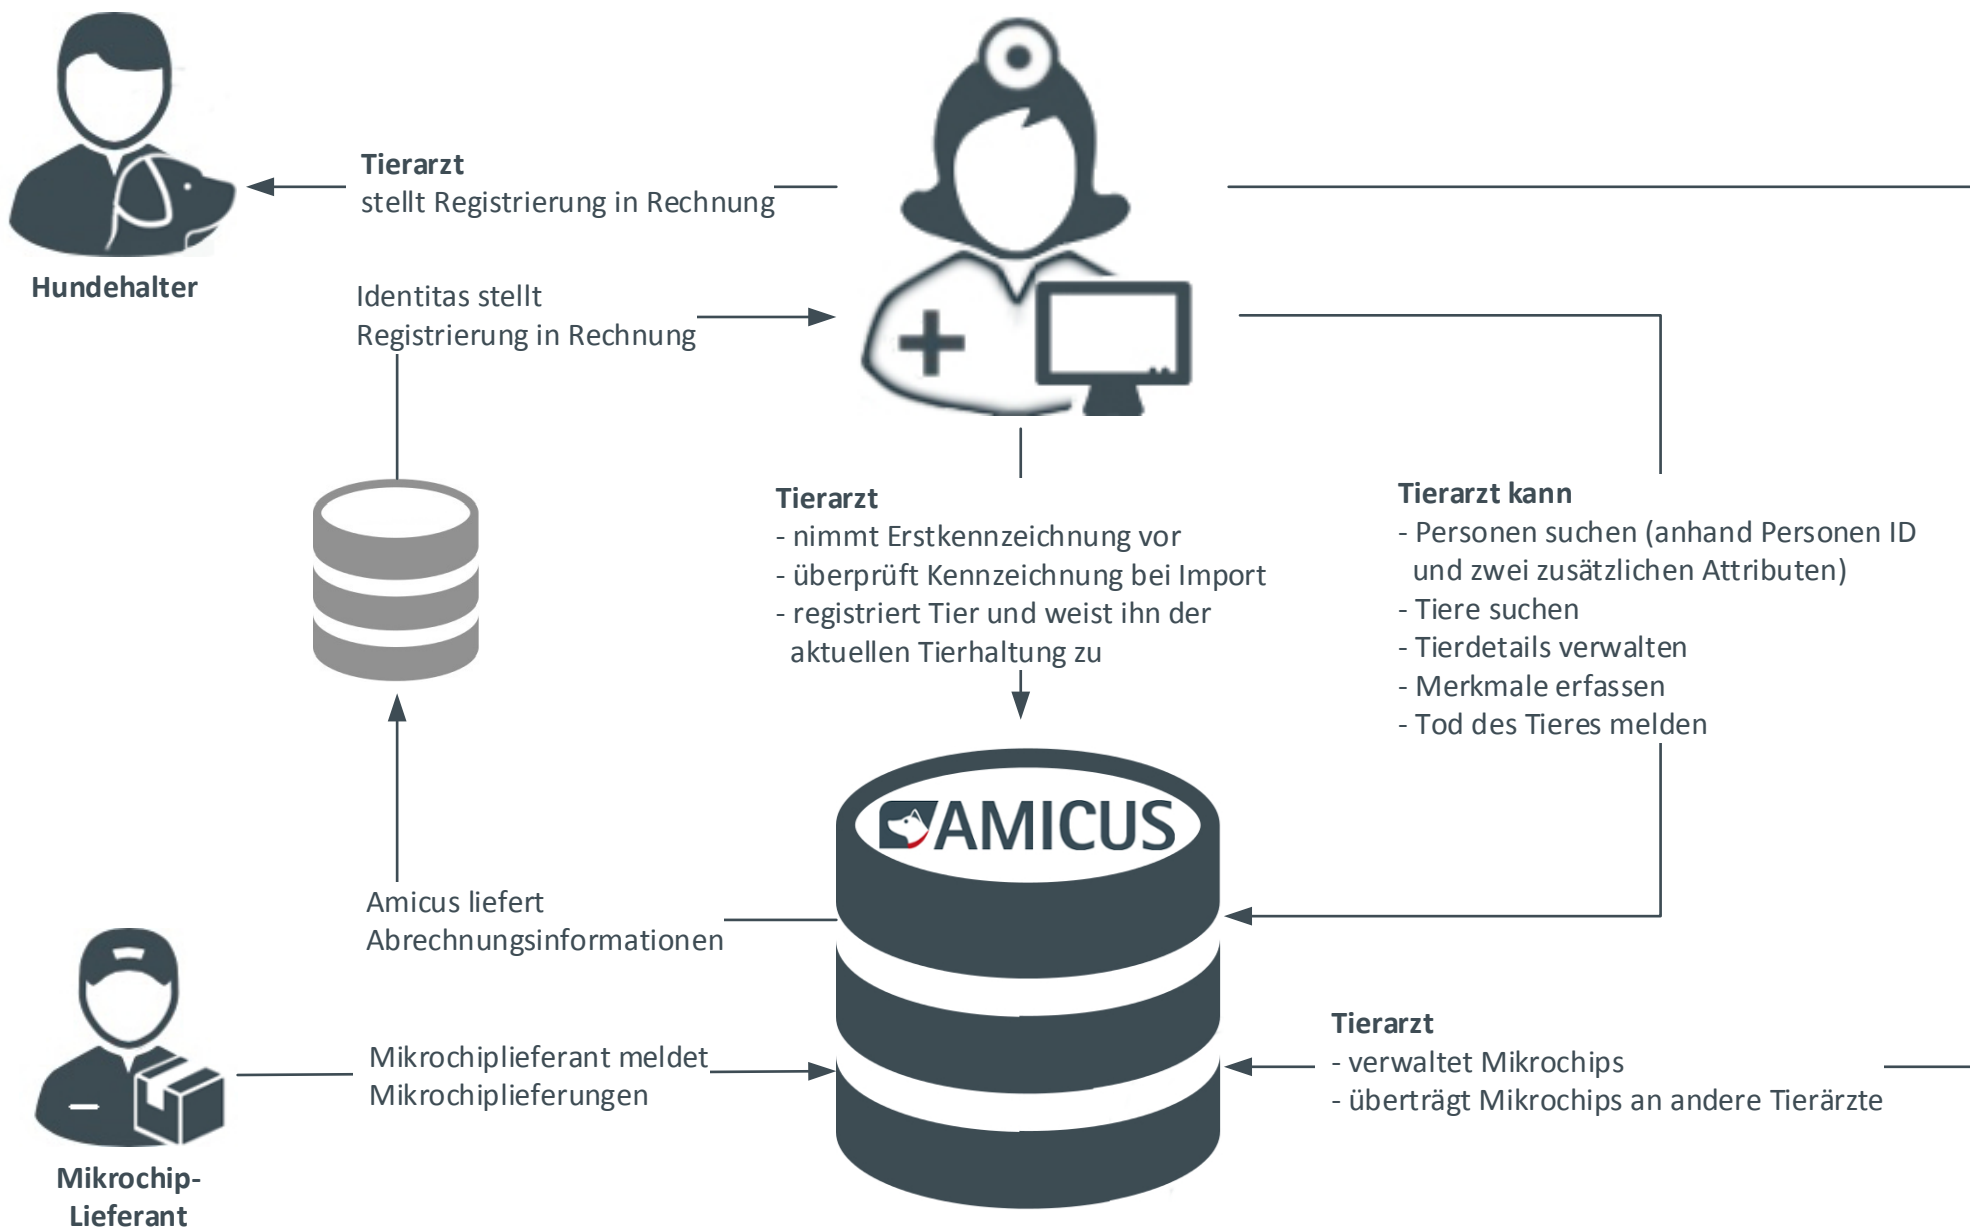 Tierarzt
stellt Registrierung in Rechnung
Hundehalter
Identitas stellt
Registrierung in Rechnung
Tierarzt
- nimmt Erstkennzeichnung vor
- überprüft Kennzeichnung bei Import
- registriert Tier und weist ihn der
aktuellen Tierhaltung zu
Tierarzt kann
- Personen suchen (anhand Personen ID
und zwei zusätzlichen Attributen)
- Tiere suchen
- Tierdetails verwalten
- Merkmale erfassen
- Tod des Tieres melden
AMICUS
Amicus liefert
Abrechnungsinformationen
Mikrochiplieferant meldet
Mikrochiplieferungen
Tierarzt
- verwaltet Mikrochips
- überträgt Mikrochips an andere Tierärzte
Mikrochip-
Lieferant